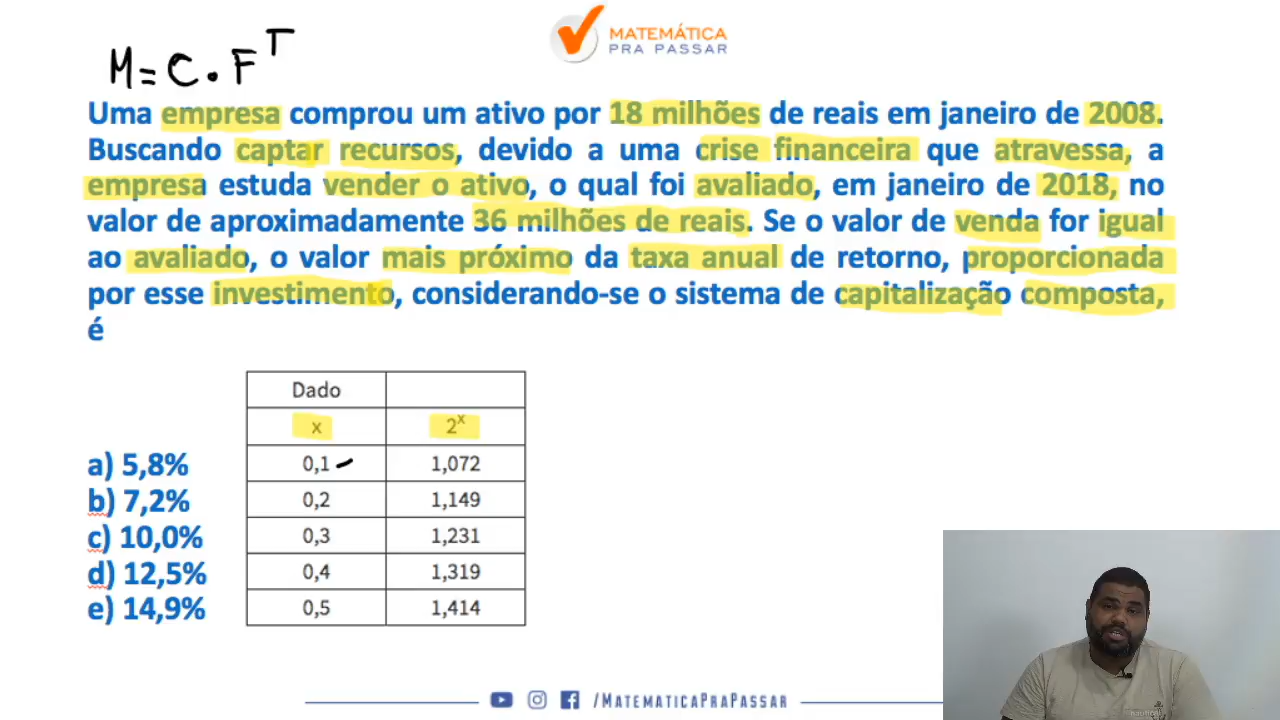 MATEMÁTICA
PRA PASSAR
M = C . F^T
Uma empresa comprou um ativo por 18 milhões de reais em janeiro de 2008.
Buscando captar recursos, devido a uma crise financeira que atravessa, a
empresa estuda vender o ativo, o qual foi avaliado, em janeiro de 2018, no
valor de aproximadamente 36 milhões de reais. Se o valor de venda for igual
ao avaliado, o valor mais próximo da taxa anual de retorno, proporcionada
por esse investimento, considerando-se o sistema de capitalização composta,
é
Dado
x 2^x
a) 5,8% 0,1 1,072
b) 7,2% 0,2 1,149
c) 10,0% 0,3 1,231
d) 12,5% 0,4 1,319
e) 14,9% 0,5 1,414
/MATEMATICAPRAPASSAR